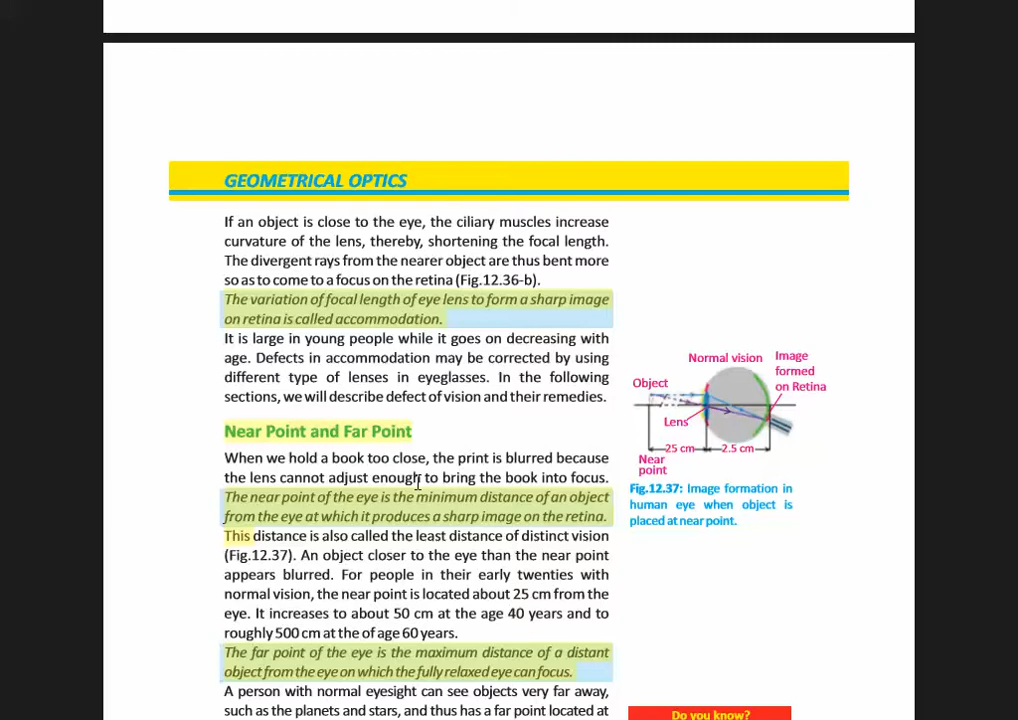 GEOMETRICAL OPTICS
If an object is close to the eye, the ciliary muscles increase
curvature of the lens, thereby, shortening the focal length.
The divergent rays from the nearer object are thus bent more
so as to come to a focus on the retina (Fig.12.36-b).
The variation of focal length of eye lens to form a sharp image
on retina is called accommodation.
It is large in young people while it goes on decreasing with
age. Defects in accommodation may be corrected by using
different type of lenses in eyeglasses. In the following
sections, we will describe defect of vision and their remedies.
Near Point and Far Point
When we hold a book too close, the print is blurred because
the lens cannot adjust enough to bring the book into focus.
The near point of the eye is the minimum distance of an object
from the eye at which it produces a sharp image on the retina.
This distance is also called the least distance of distinct vision
(Fig.12.37). An object closer to the eye than the near point
appears blurred. For people in their early twenties with
normal vision, the near point is located about 25 cm from the
eye. It increases to about 50 cm at the age 40 years and to
roughly 500 cm at the of age 60 years.
The far point of the eye is the maximum distance of a distant
object from the eye on which the fully relaxed eye can focus.
A person with normal eyesight can see objects very far away,
such as the planets and stars, and thus has a far point located at
Normal vision
Image
formed
on Retina
Object
Lens
25 cm
2.5 cm
Near
point
Fig.12.37: Image formation in
human eye when object is
placed at near point.
Do you know?